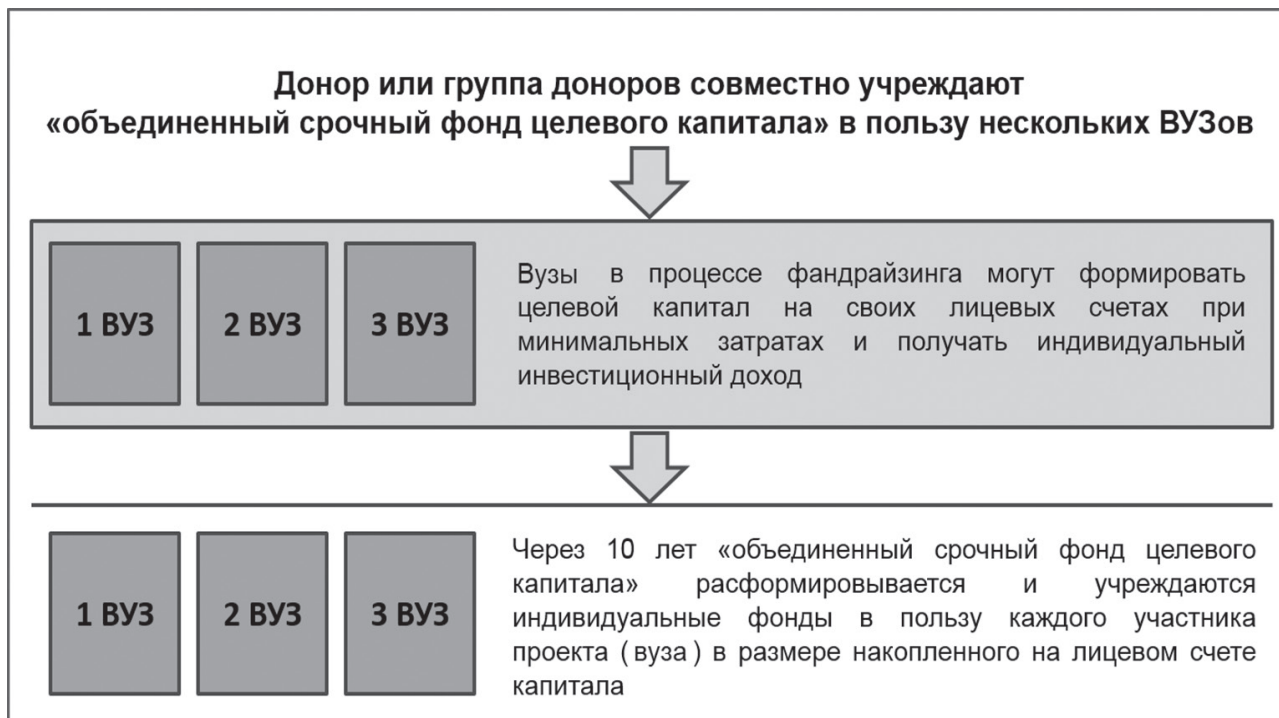 Донор или группа доноров совместно учреждают
«объединенный срочный фонд целевого капитала» в пользу нескольких ВУЗов
1 ВУЗ 2 ВУЗ 3 ВУЗ
Вузы в процессе фандрайзинга могут формировать
целевой капитал на своих лицевых счетах при
минимальных затратах и получать индивидуальный
инвестиционный доход
1 ВУЗ 2 ВУЗ 3 ВУЗ
Через 10 лет «объединенный срочный фонд целевого
капитала» расформировывается и учреждаются
индивидуальные фонды в пользу каждого участника
проекта ( вуза ) в размере накопленного на лицевом счете
капитала